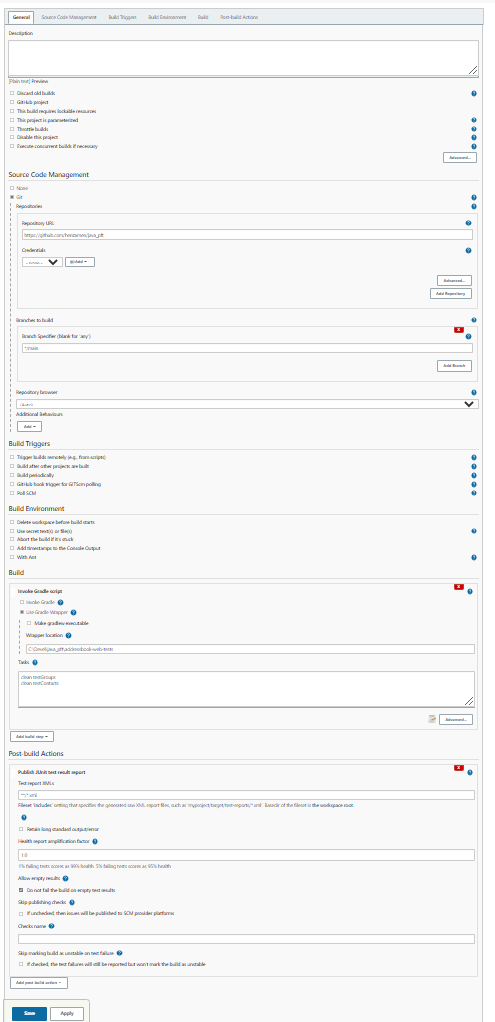 General Source Code Management Build Triggers Build Environment Build Post-build Actions
Description
[Plain text] Preview
Discard old builds
GitHub project
This build requires lockable resources
This project is parameterized
Throttle builds
Disable this project
Execute concurrent builds if necessary
Advanced...
Source Code Management
None
Git
Repositories
Repository URL
Credentials
- none - Add
Advanced...
Add Repository
Branches to build
X
Branch Specifier (blank for 'any')
*/main
Add Branch
Repository browser
(Auto)
Additional Behaviours
Add
Build Triggers
Trigger builds remotely (e.g., from scripts)
Build after other projects are built
Build periodically
GitHub hook trigger for GITScm polling
Poll SCM
Build Environment
Delete workspace before build starts
Use secret text(s) or file(s)
Abort the build if it's stuck
Add timestamps to the Console Output
With Ant
Build
X
Invoke Gradle script
Invoke Gradle
Use Gradle Wrapper
Make gradlew executable
Wrapper location
C:\Devel\java_pft\addressbook-web-tests
Tasks
clean testGroups
clean testContacts
Advanced...
Add build step
Post-build Actions
X
Publish JUnit test result report
Test report XMLs
**/*.xml
Fileset 'includes' setting that specifies the generated raw XML report files, such as 'myproject/target/test-reports/*.xml'. Basedir of the fileset is the workspace root.
Retain long standard output/error
Health report amplification factor
1.0
1% failing tests scores as 99% health. 5% failing tests scores as 95% health
Allow empty results
Do not fail the build on empty test results
Skip publishing checks
If unchecked, then issues will be published to SCM provider platforms
Checks name
Skip marking build as unstable on test failure
If checked, the test failures will still be reported but won't mark the build as unstable
Add post-build action
Save Apply